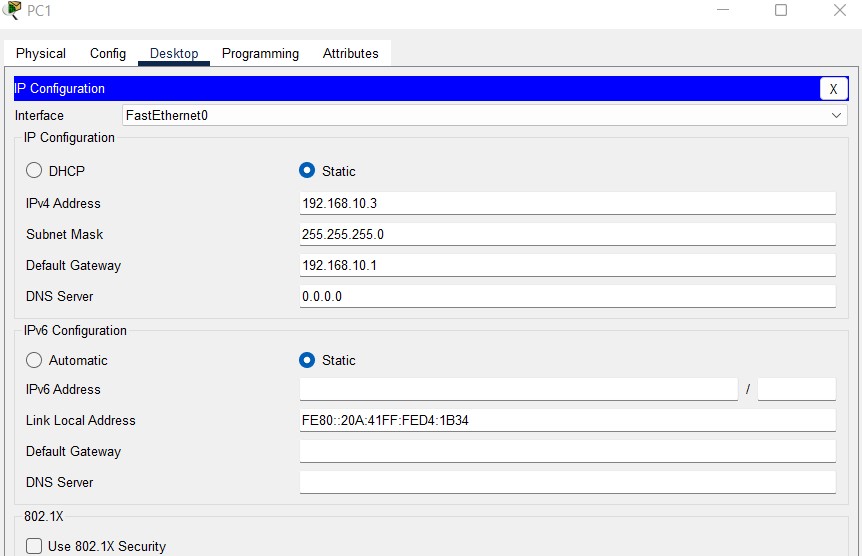 PC1
Physical Config Desktop Programming Attributes
IP Configuration X
Interface FastEthernet0
IP Configuration
DHCP Static
IPv4 Address 192.168.10.3
Subnet Mask 255.255.255.0
Default Gateway 192.168.10.1
DNS Server 0.0.0.0
IPv6 Configuration
Automatic Static
IPv6 Address /
Link Local Address FE80::20A:41FF:FED4:1B34
Default Gateway
DNS Server
802.1X
Use 802.1X Security